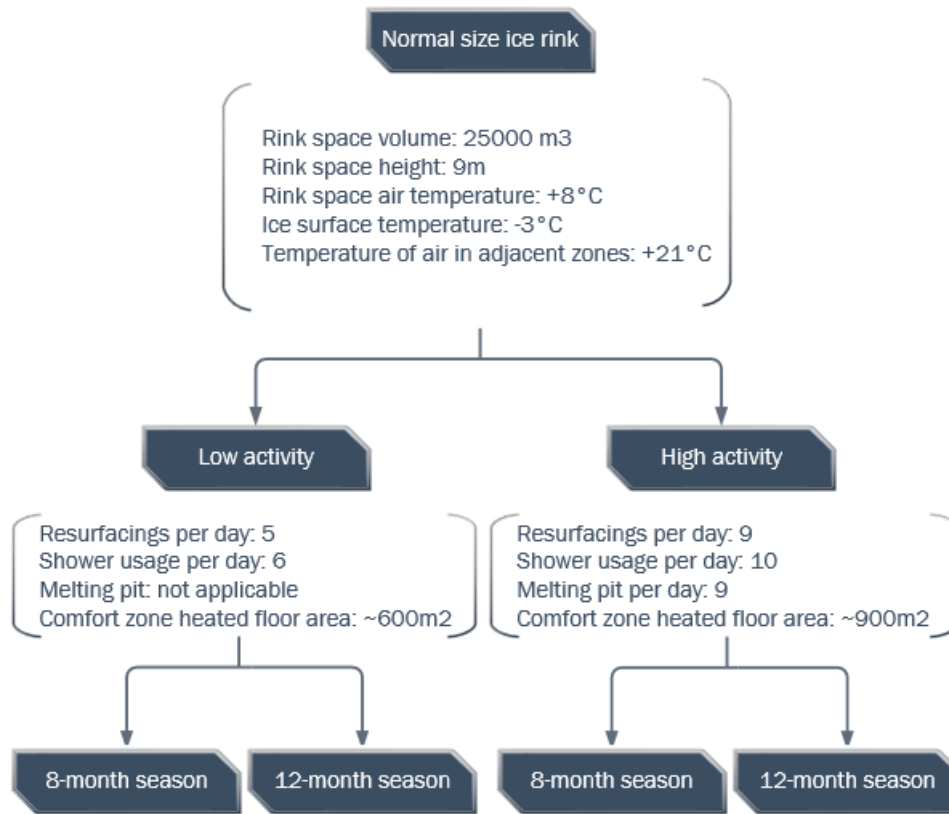 Normal size ice rink
Rink space volume: 25000 m3
Rink space height: 9m
Rink space air temperature: +8°C
Ice surface temperature: -3°C
Temperature of air in adjacent zones: +21°C
Low activity
High activity
Resurfacings per day: 5
Shower usage per day: 6
Melting pit: not applicable
Comfort zone heated floor area: ~600m2
Resurfacings per day: 9
Shower usage per day: 10
Melting pit per day: 9
Comfort zone heated floor area: ~900m2
8-month season
12-month season
8-month season
12-month season